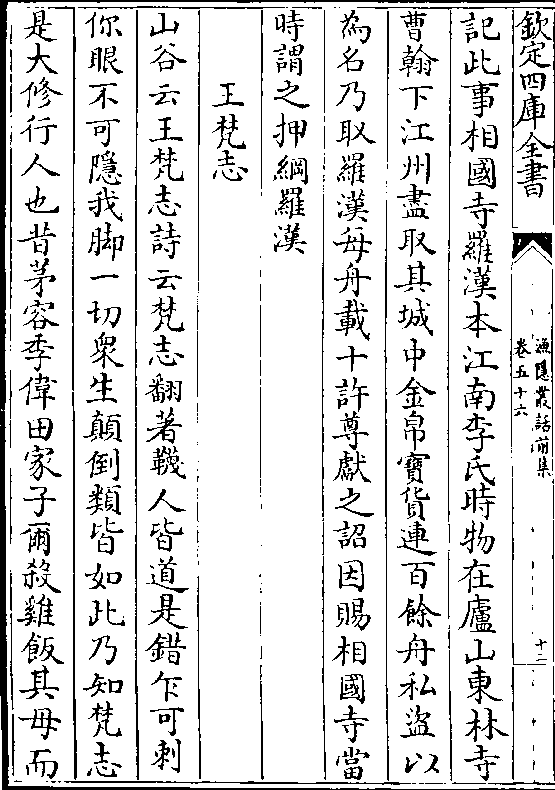 欽定四庫全書
漁隱叢話前集
卷五十六
十二
記此事相國寺羅漢本江南李氏時物在廬山東林寺
曹翰下江州盡取其城中金帛寶貨連百餘舟私盜以
為名乃取羅漢每舟載十許尊獻之詔因賜相國寺當
時謂之押綱羅漢
王梵志
山谷云王梵志詩云梵志翻著韈人皆道是錯乍可刺
你眼不可隱我脚一切衆生顛倒類皆如此乃知梵志
是大修行人也昔茅容季偉田家子爾殺雞飯其母而